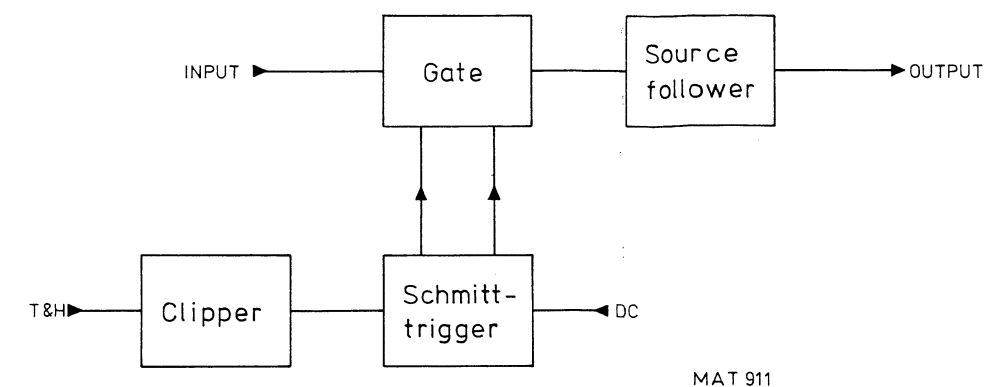 INPUT
Gate
Source
follower
OUTPUT
T&H
Clipper
Schmitt-
trigger
DC
MAT 911